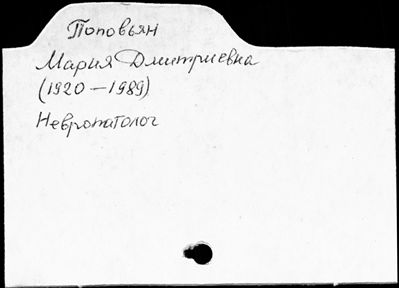 Поповьян
Мария Дмитриевна
(1920 – 1989)
Невропатолог